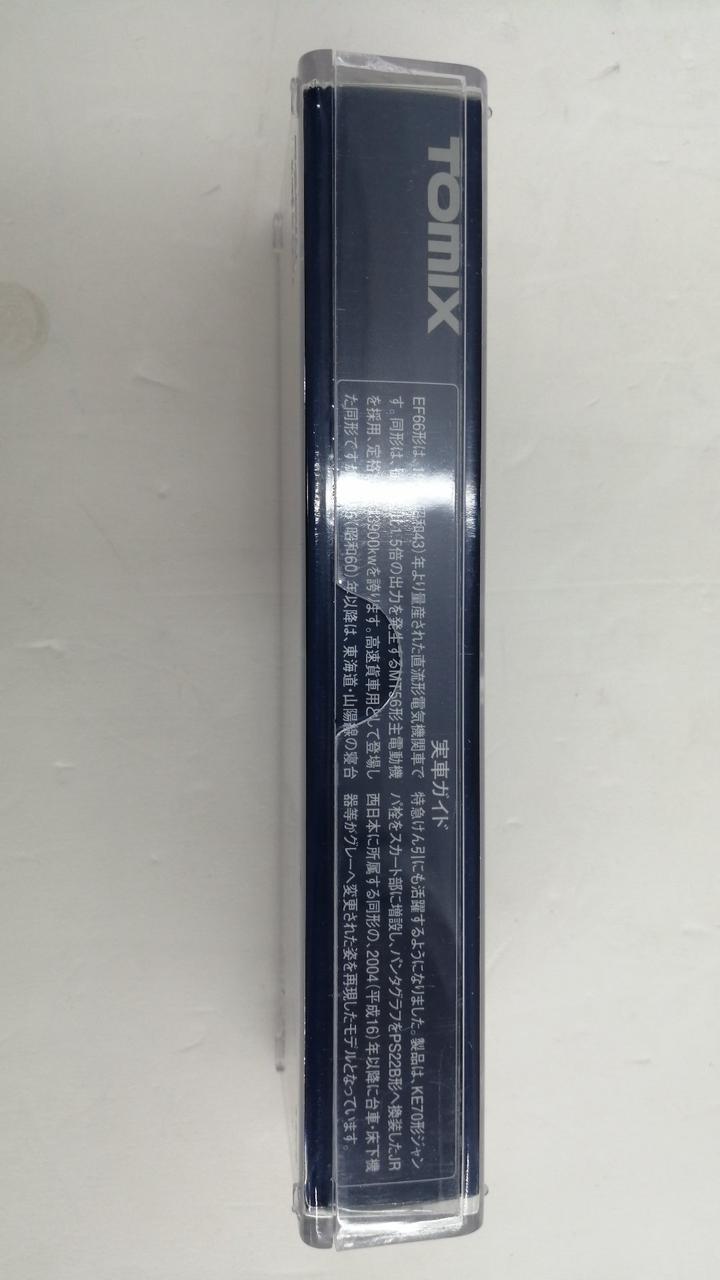 TOMIX
実車ガイド
EF66形は、昭和43)年より量産された直流形電気機関車で
す。同形は、1.5倍の出力を発生するMT56形主電動機
を採用、定格3900kwを誇ります。高速貨車用として登場し
た同形です(昭和60)年以降は、東海道・山陽線の寝台
特急けん引にも活躍するようになりました。製品は、KE70形ジャン
パ栓をスカート部に増設し、パンタグラフをPS22B形へ換装したJR
西日本に所属する同形の、2004(平成16)年以降に台車・床下機
器等がグレーへ変更された姿を再現したモデルとなっています。